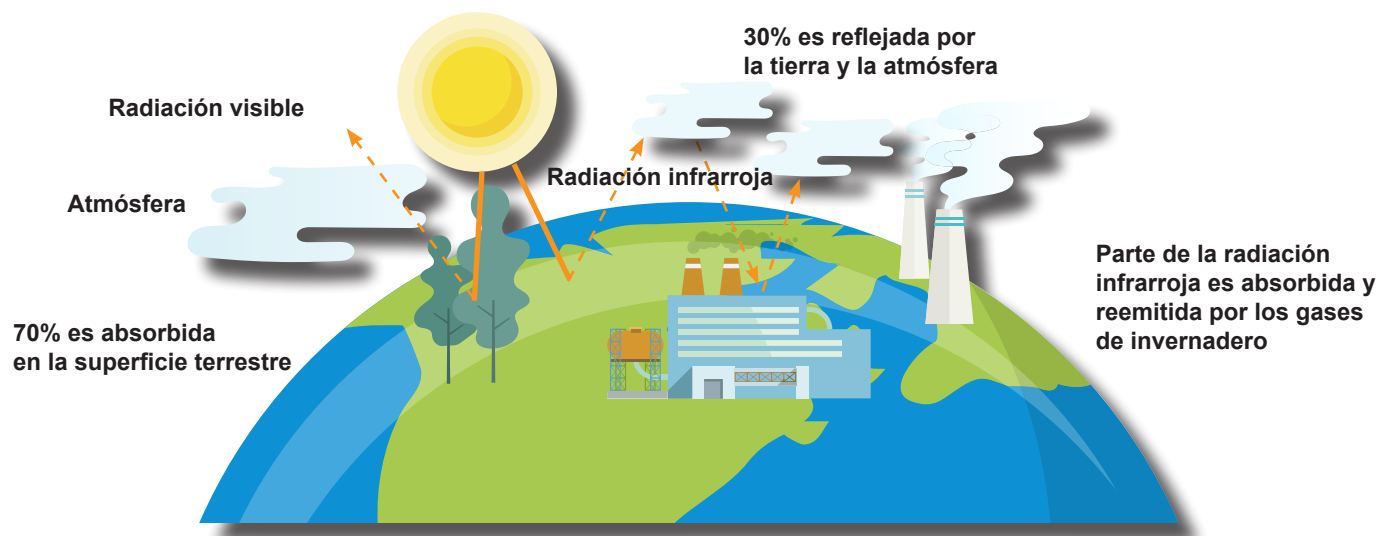 30% es reflejada por
la tierra y la atmósfera
Radiación visible
Radiación infrarroja
Atmósfera
Parte de la radiación
infrarroja es absorbida y
reemitida por los gases
de invernadero
70% es absorbida
en la superficie terrestre